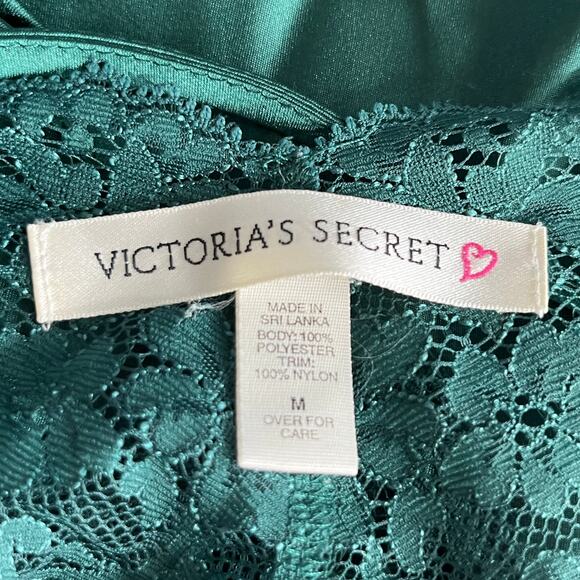 VICTORIA'S SECRET
MADE IN
SRI LANKA
BODY: 100%
POLYESTER
TRIM:
100% NYLON
M
OVER FOR
CARE